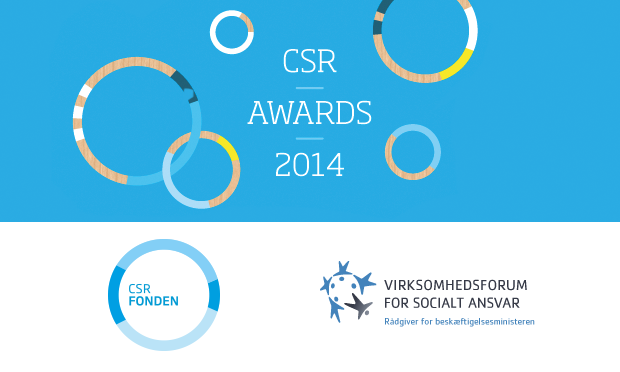 CSR
AWARDS
2014
CSR
FONDEN
VIRKSOMHEDSFORUM
FOR SOCIALT ANSVAR
Rådgiver for beskæftigelsesministeren